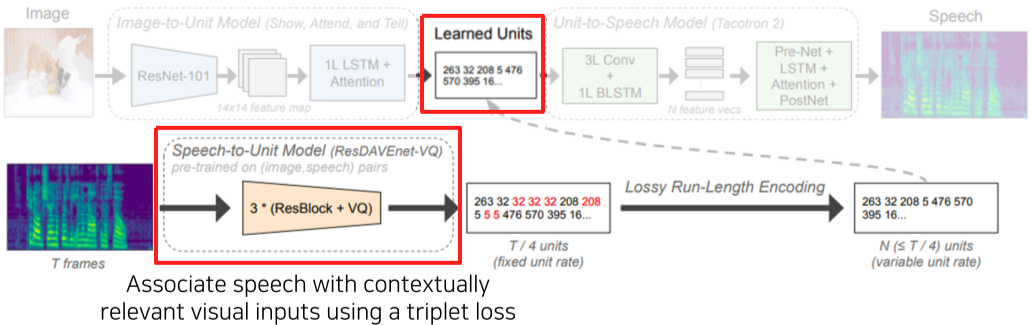 Image
Image-to-Unit Model (Show, Attend, and Tell)
ResNet-101
14x14 feature map
1L LSTM +
Attention
Learned Units
263 32 208 5 476
570 395 16...
Unit-to-Speech Model (Tacotron 2)
3L Conv
+
1L BLSTM
N feature vecs
Pre-Net +
LSTM +
Attention +
PostNet
Speech
T frames
Speech-to-Unit Model (ResDAVEnet-VQ)
pre-trained on (image,speech) pairs
3 * (ResBlock + VQ)
263 32 32 32 32 208 208
5 5 5 476 570 395 16...
T / 4 units
(fixed unit rate)
Lossy Run-Length Encoding
263 32 208 5 476 570
395 16...
N (≤ T / 4) units
(variable unit rate)
Associate speech with contextually
relevant visual inputs using a triplet loss